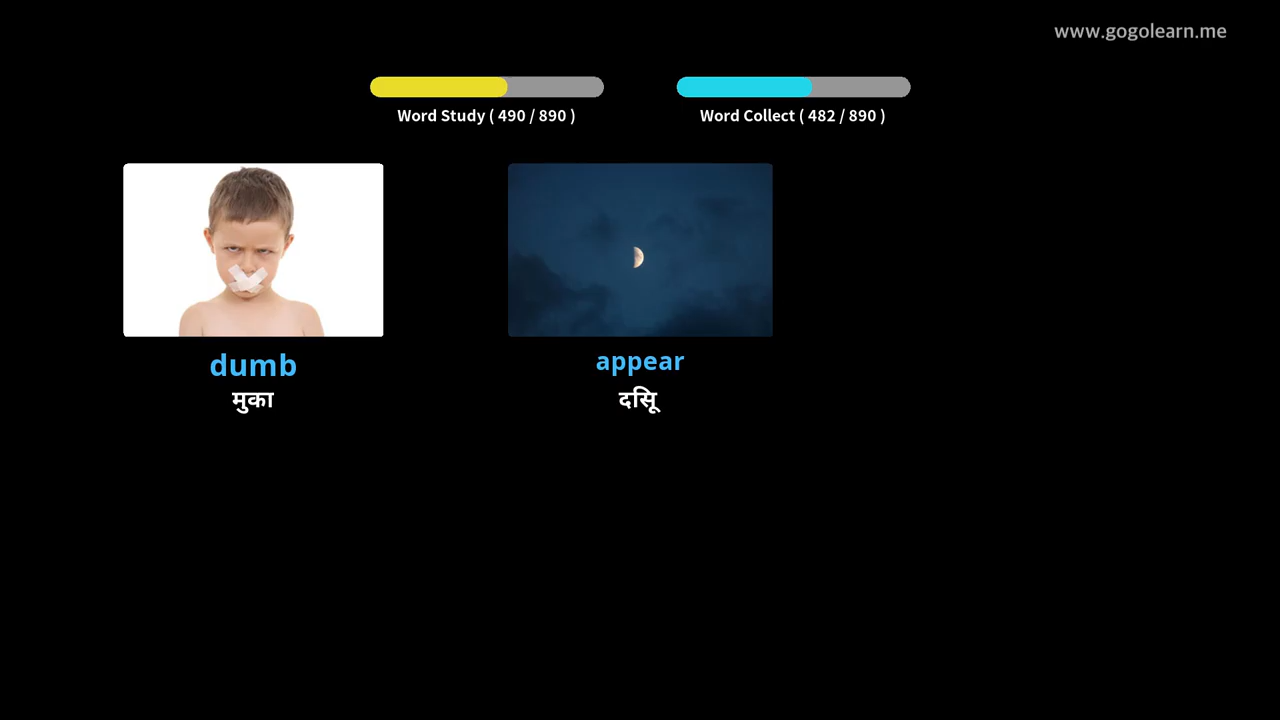 www.gogolearn.me
Word Study ( 490 / 890 )
Word Collect ( 482 / 890 )
dumb
मुका
appear
दसिू